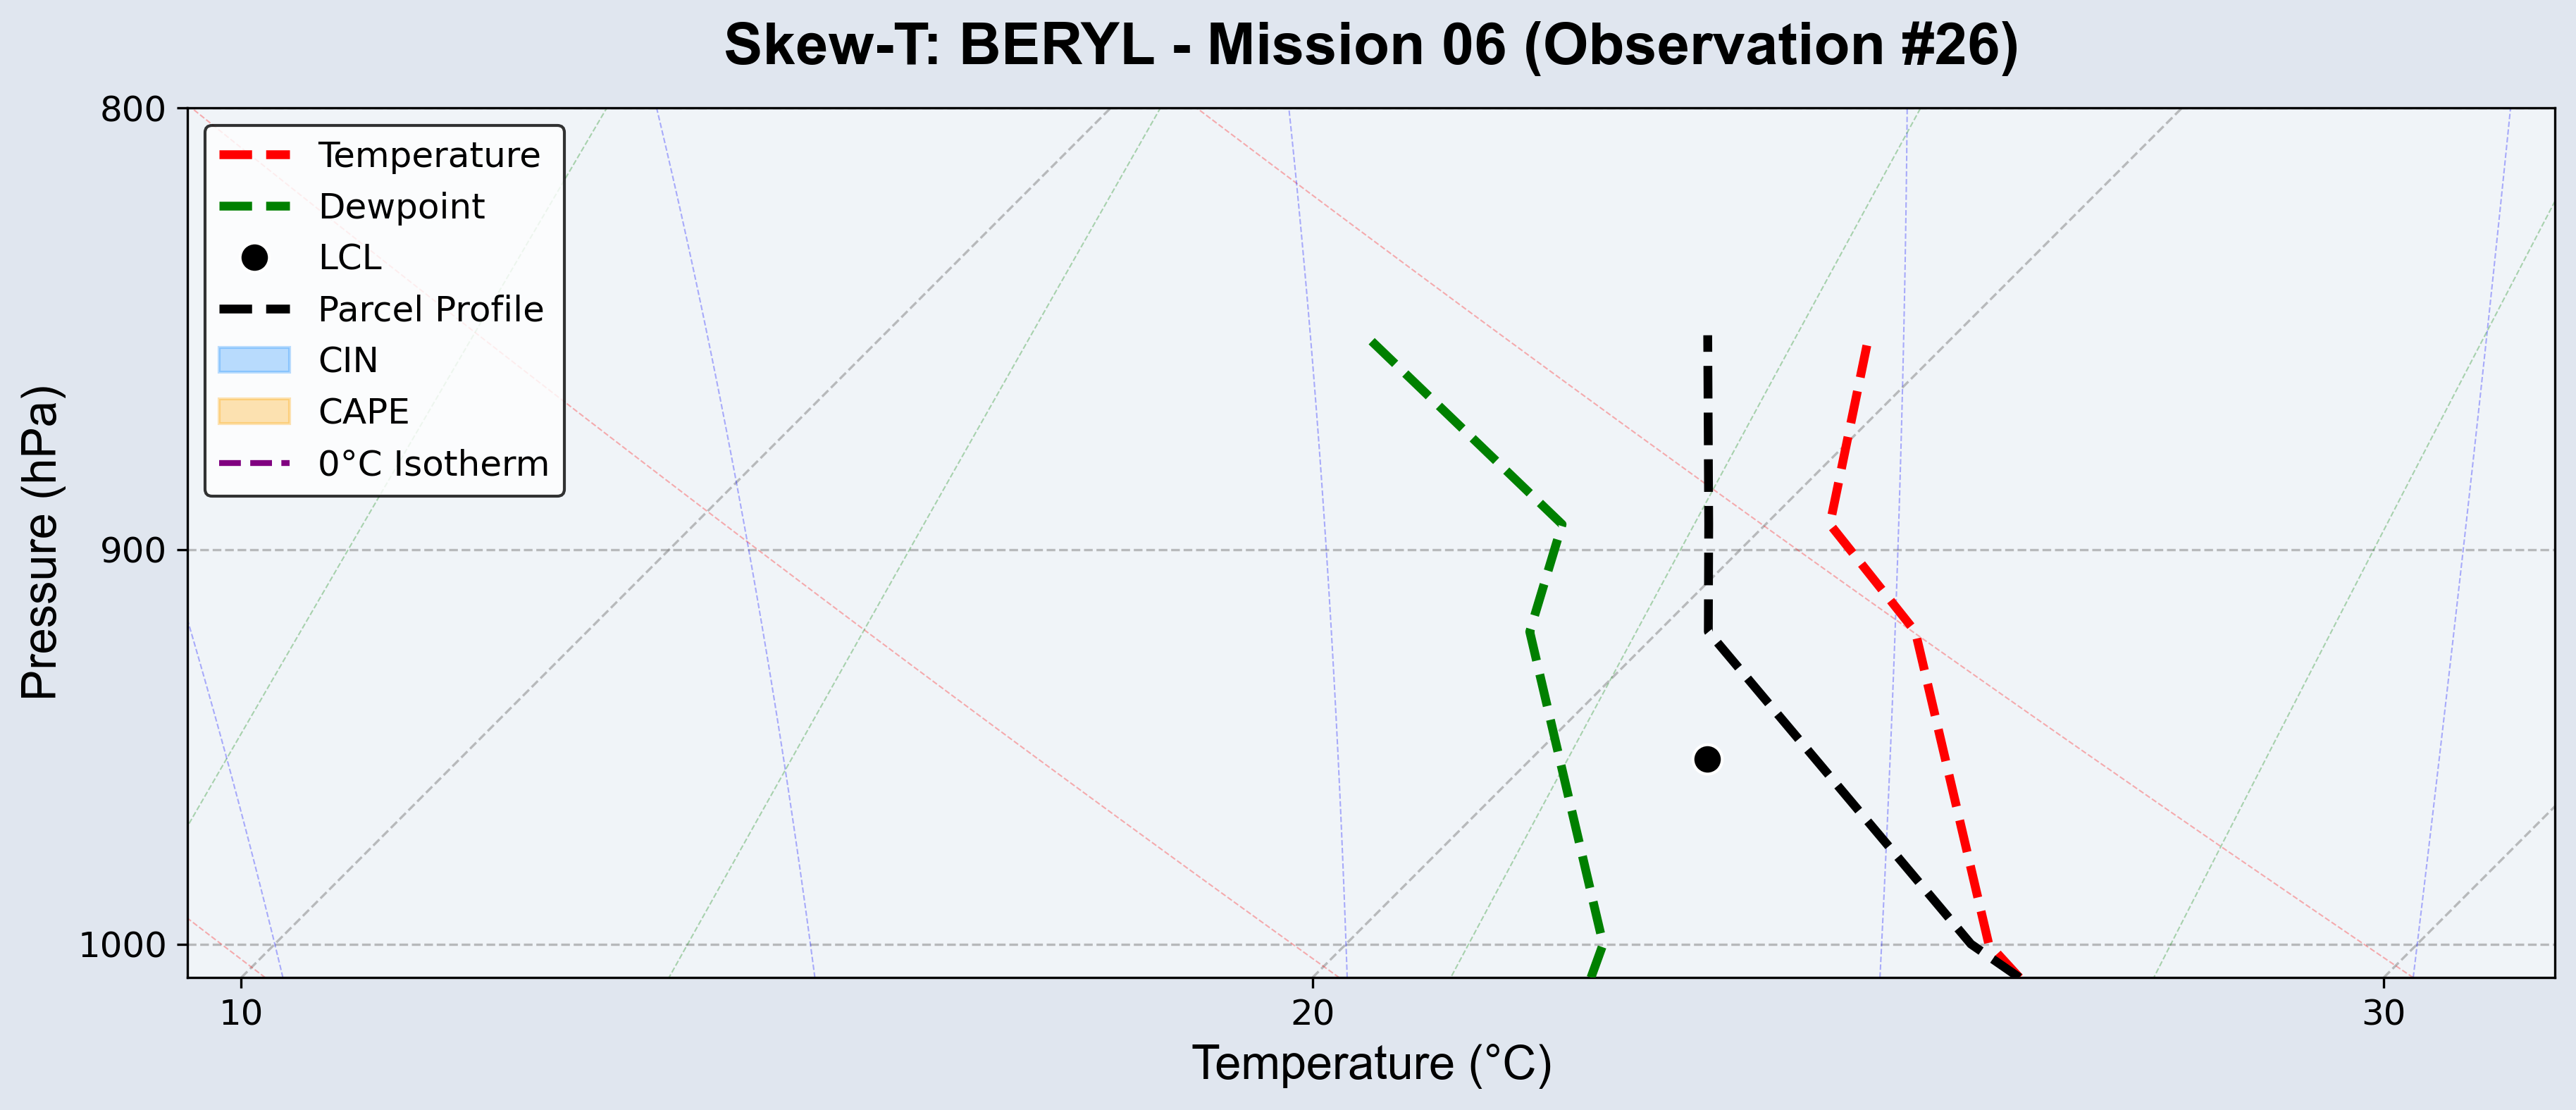 Skew-T: BERYL - Mission 06 (Observation #26)
800
900
1000
Pressure (hPa)
Temperature
Dewpoint
LCL
Parcel Profile
CIN
CAPE
0°C Isotherm
10
20
30
Temperature (°C)